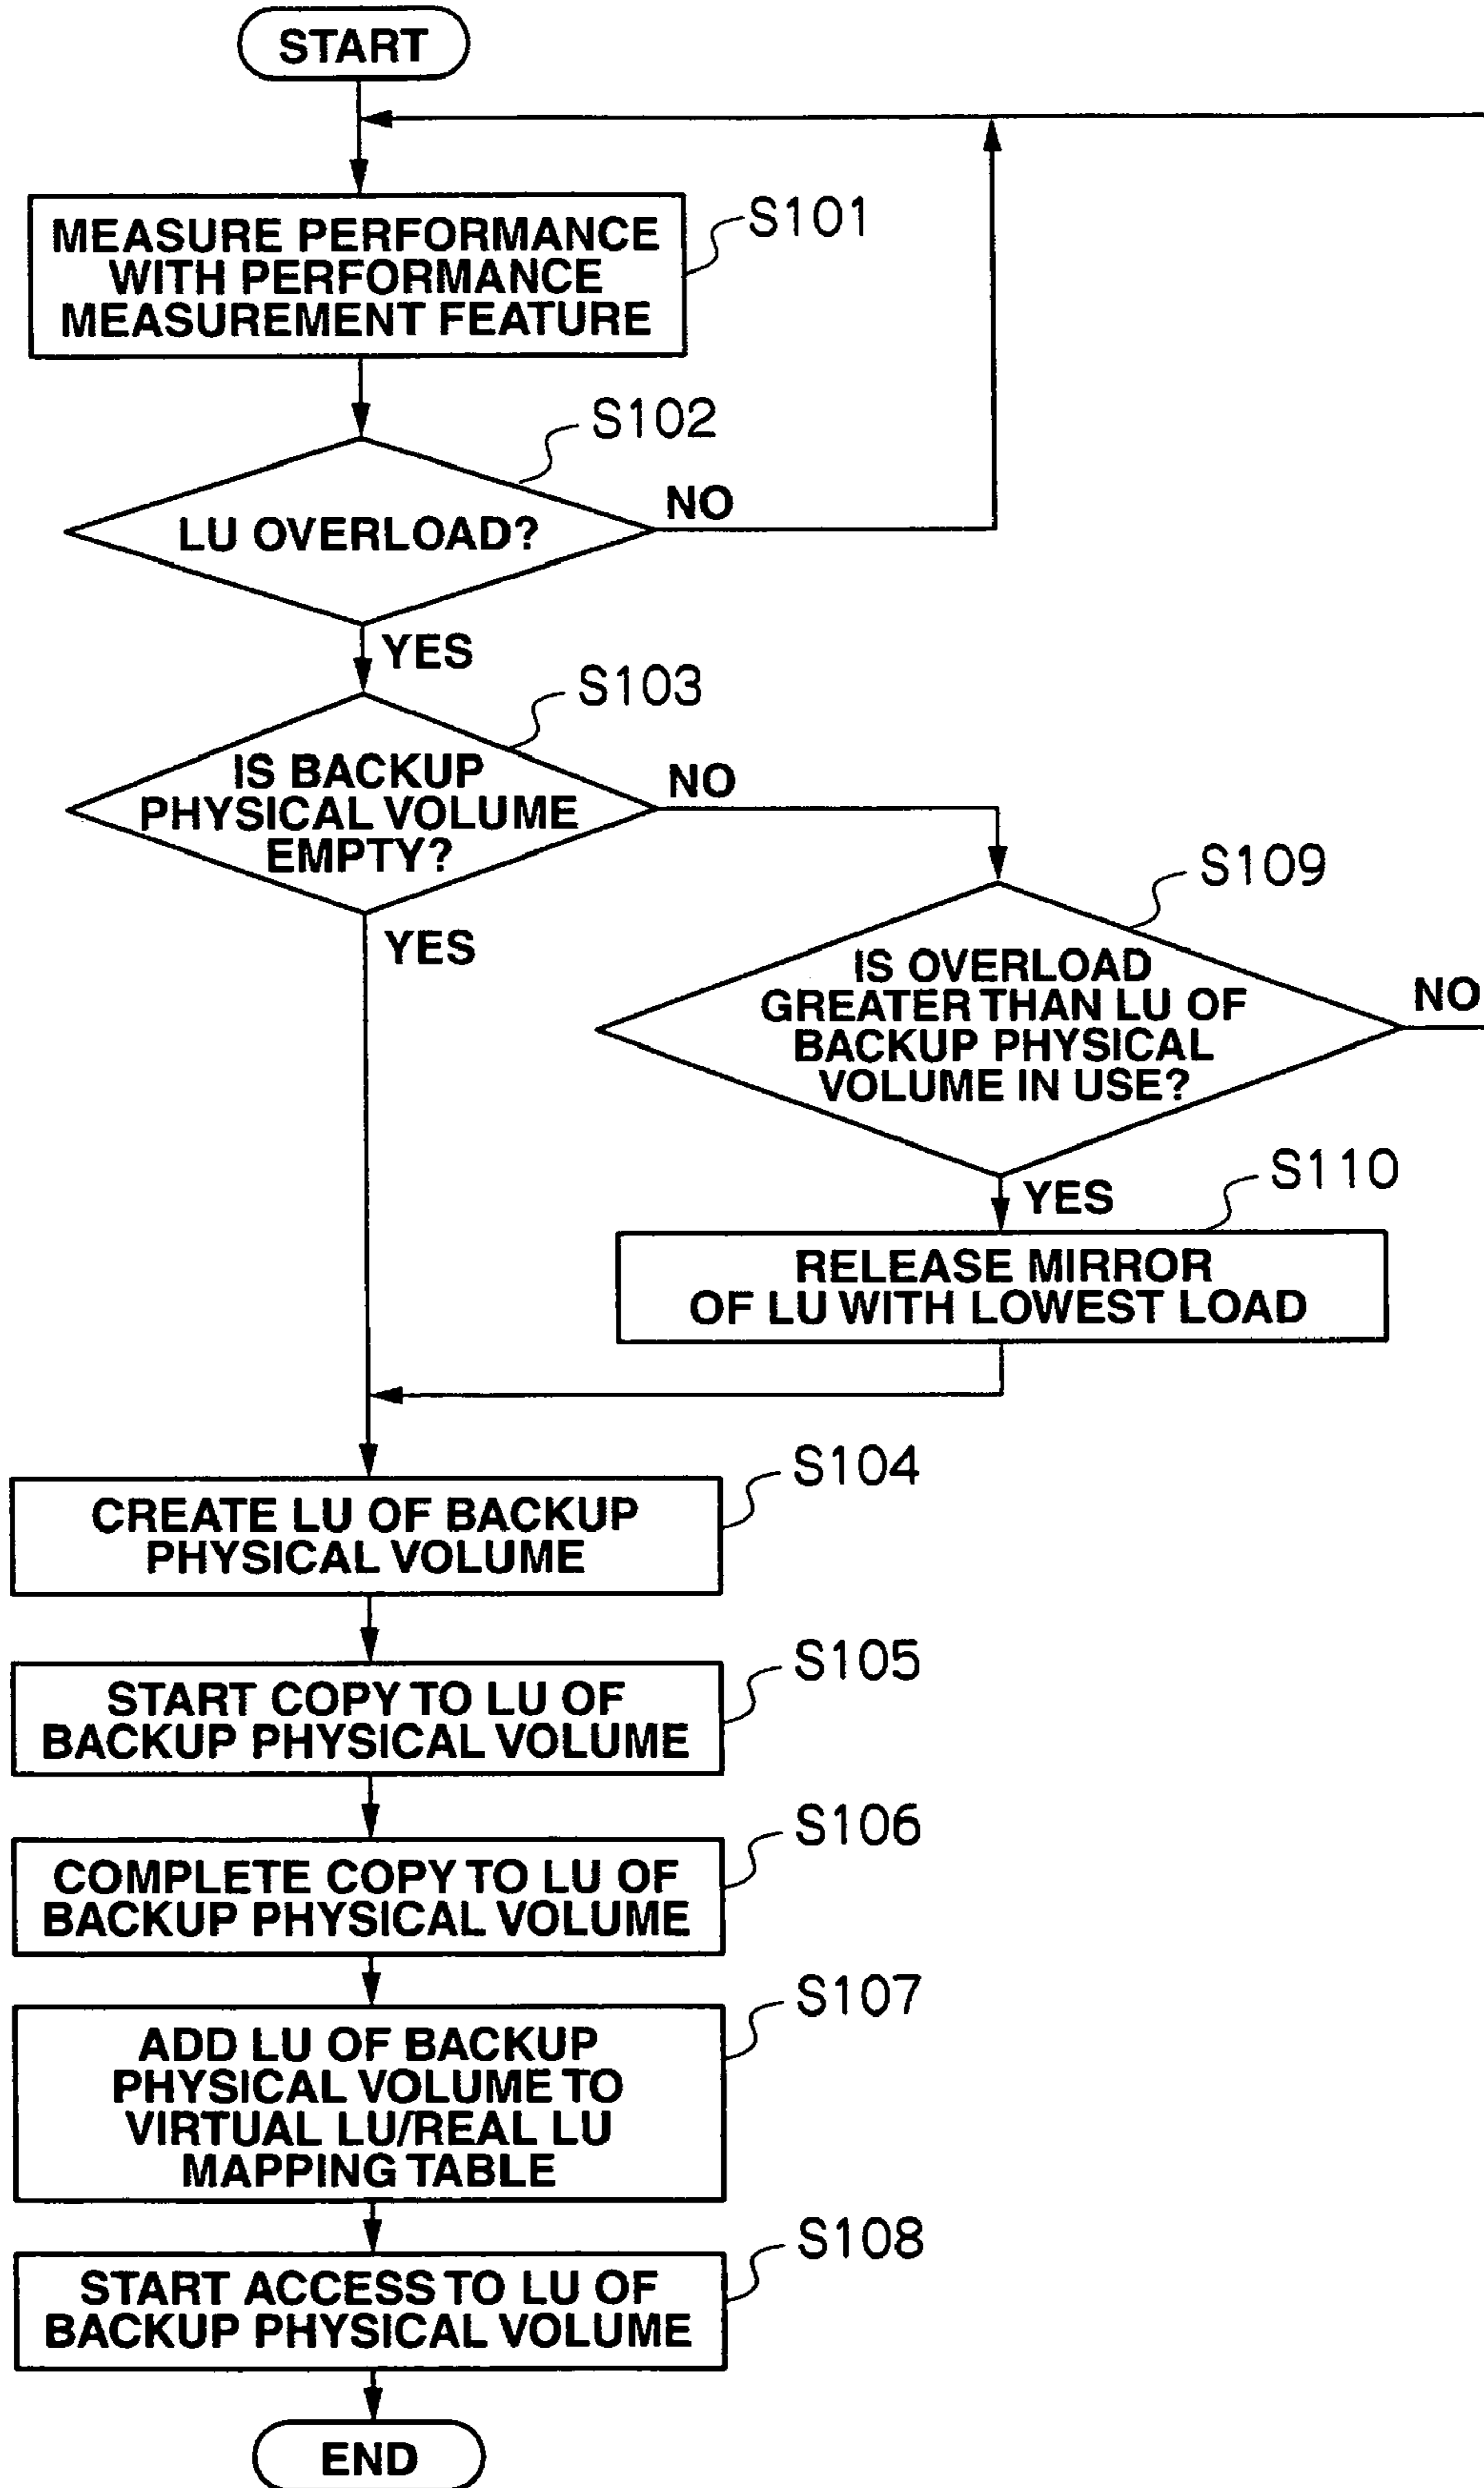 START
MEASURE PERFORMANCE
WITH PERFORMANCE
MEASUREMENT FEATURE
S101
S102
LU OVERLOAD?
NO
YES
S103
IS BACKUP
PHYSICAL VOLUME
EMPTY?
NO
YES
S109
IS OVERLOAD
GREATER THAN LU OF
BACKUP PHYSICAL
VOLUME IN USE?
NO
YES
S110
RELEASE MIRROR
OF LU WITH LOWEST LOAD
S104
CREATE LU OF BACKUP
PHYSICAL VOLUME
S105
START COPY TO LU OF
BACKUP PHYSICAL VOLUME
S106
COMPLETE COPY TO LU OF
BACKUP PHYSICAL VOLUME
S107
ADD LU OF BACKUP
PHYSICAL VOLUME TO
VIRTUAL LU/REAL LU
MAPPING TABLE
S108
START ACCESS TO LU OF
BACKUP PHYSICAL VOLUME
END